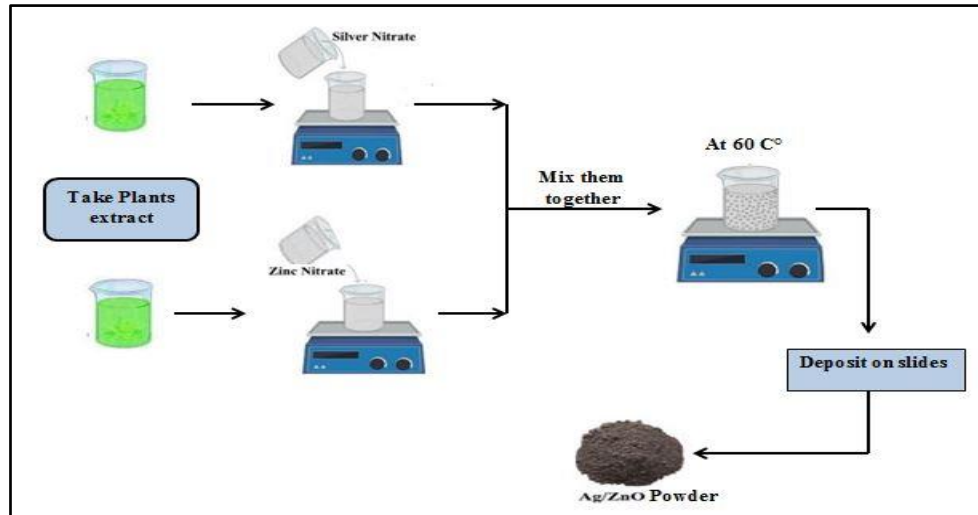 Silver Nitrate
Take Plants
extract
Zinc Nitrate
Mix them
together
At 60 C°
Deposit on slides
Ag/ZnO Powder